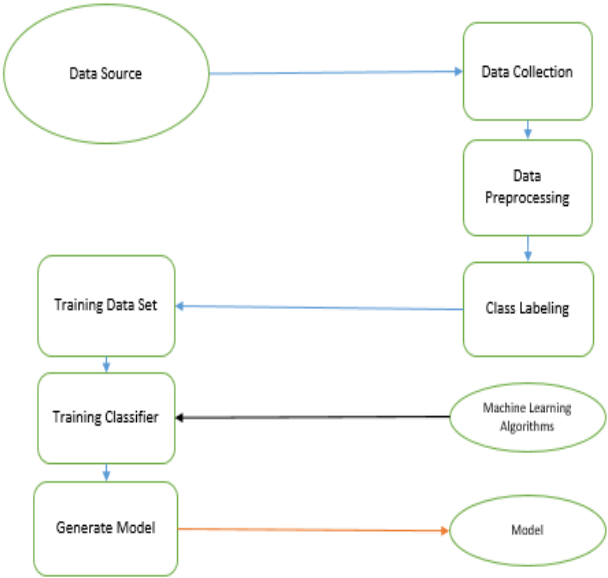 Data Source
Data Collection
Data
Preprocessing
Class Labeling
Training Data Set
Training Classifier
Machine Learning
Algorithms
Generate Model
Model